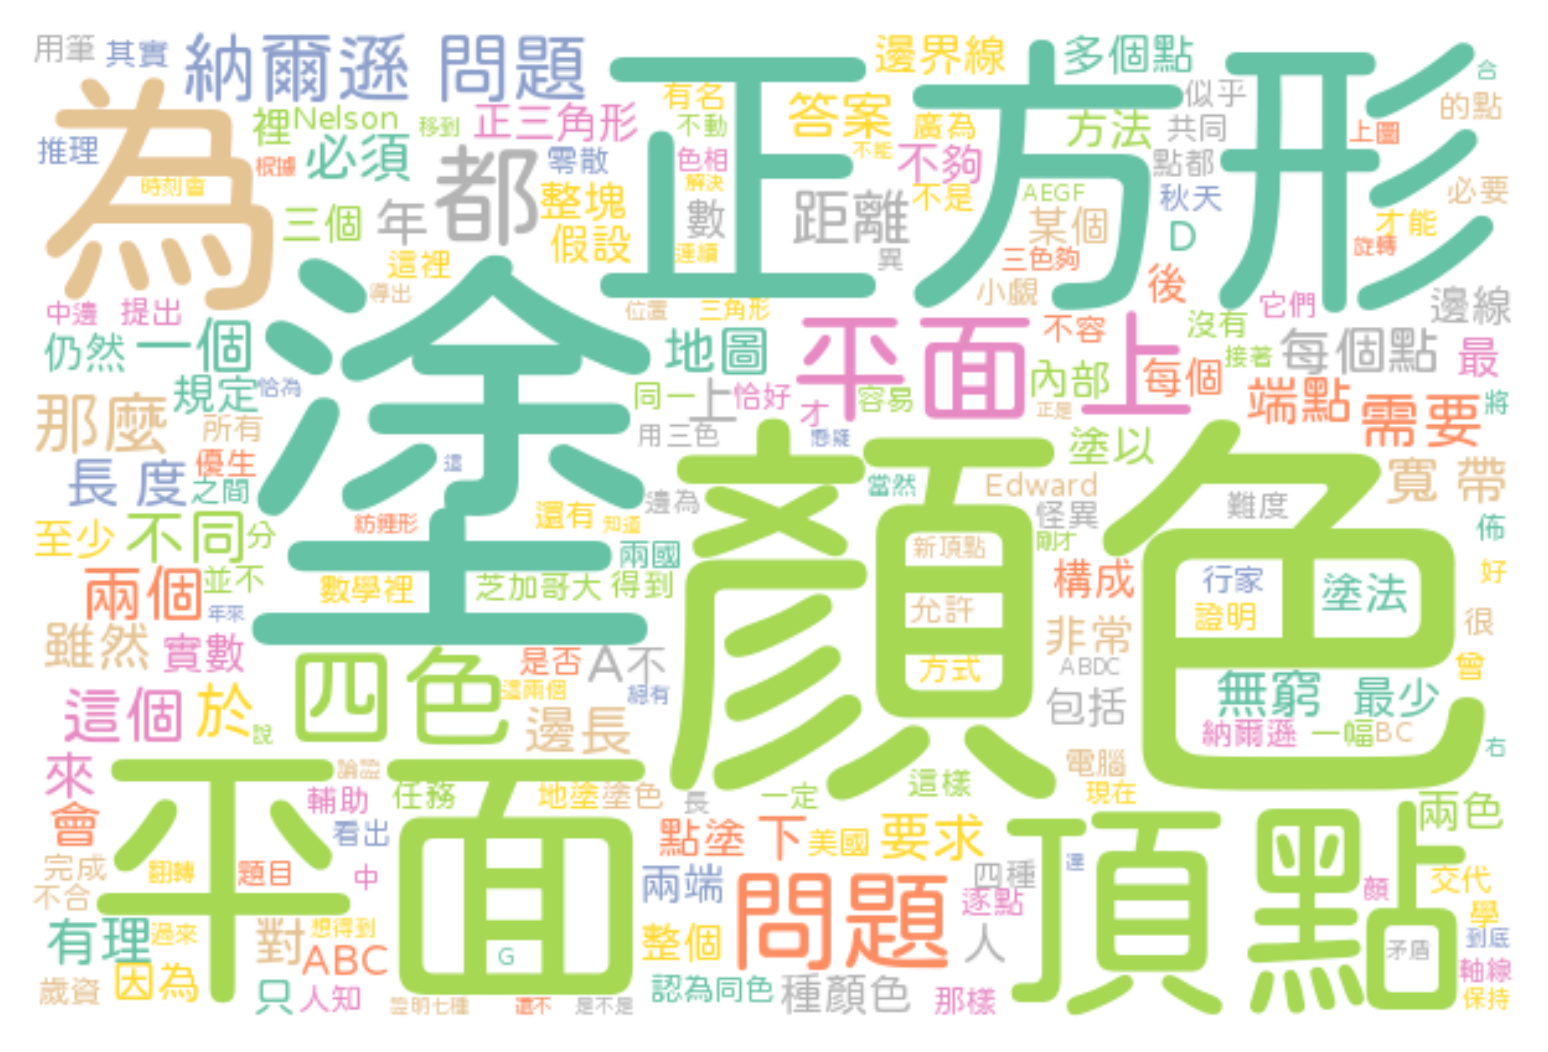 用筆 其實 納爾遜 問題 正方形 邊界線 多個點 合
為 裡 Nelson 移到 正三角形 有名 答案 廣為 方法 似乎 的點
推理 根據 必須 都 零散 不動 色相 不能 不夠 共同 上圖
時刻會 整塊 解決 距離 不是 AEGF 點都 秋天 必要
三個 年 假設 數 連續 異 某個 D 才能 旋轉
這裡 導出 三色夠 小覷 後
中邊 提出 塗 位置 三角形 平面 上 不容 沒有 它們 邊線
仍然 一個 地圖 內部 每個 接著 每個點 最
那麼 規定 恰為 同一 上 恰好 才 容易 正是 端點 需要 將
所有 用 三色 懸疑 顏色 塗以
長 度 優生 之間 這 邊為 當然 Edward 難度 寬 帶
至少 不同 分 紡錘形 還有 知道 怪異 剛才 佈
兩個 並不 兩國 新頂點 構成 行家 塗法 好
年來 數學裡 芝加哥大 得到 允許 證明 很
雖然 實數 四色 是否 A 不 方式 非常 ABDC 曾
這個 於 說 這兩個 總有 邊長 包括 無窮 最少
納爾遜 一幅 BC 右
來 平面 論證 電腦
會 輔助 任務 地塗 塗色 長 一定 這樣 現在 頂點 兩色
看出 點塗 下 美國 要求
完成 翻轉 題目 中 兩端 問題 四種 達 顏 交代
不合 逐點 學
有理 過來 對 想得到 G 整個 人 矛盾 到底
歲資 因為 ABC 軸線
只 人知 證明 七種 還不 是不是 認為 同色 種顏色 那樣 保持